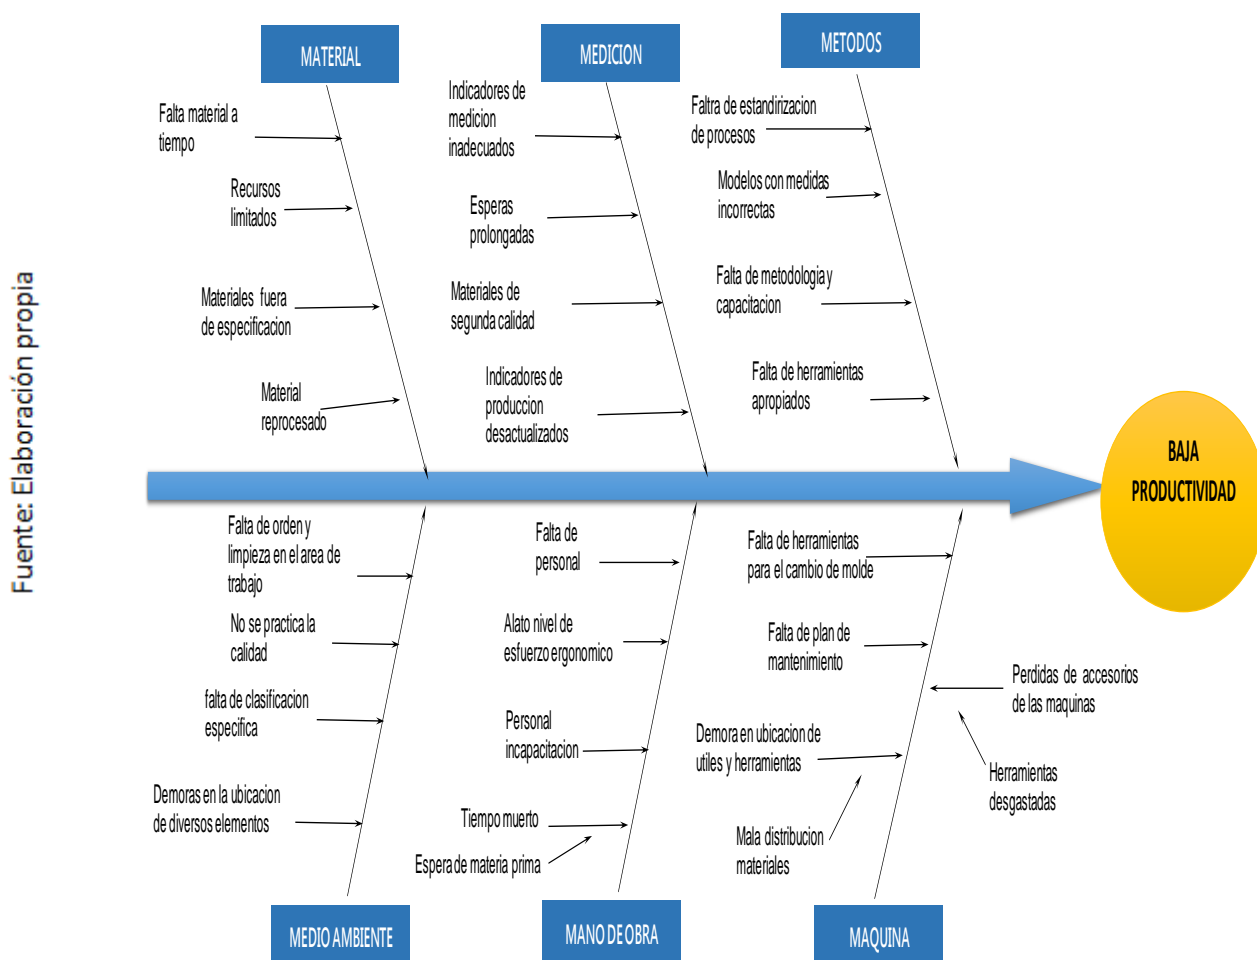 MATERIAL
MEDICION
METODOS
Falta material a
tiempo
Recursos
limitados
Materiales fuera
de especificacion
Material
reprocesado
Indicadores de
medicion
inadecuados
Esperas
prolongadas
Materiales de
segunda calidad
Indicadores de
produccion
desactualizados
Faltra de estandirizacion
de procesos
Modelos con medidas
incorrectas
Falta de metodologia y
capacitacion
Falta de herramientas
apropiados
BAJA
PRODUCTIVIDAD
Falta de orden y
limpieza en el area de
trabajo
No se practica la
calidad
falta de clasificacion
especifica
Demoras en la ubicacion
de diversos elementos
Falta de
personal
Alato nivel de
esfuerzo ergonomico
Personal
incapacitacion
Tiempo muerto
Espera de materia prima
Falta de herramientas
para el cambio de molde
Falta de plan de
mantenimiento
Perdidas de accesorios
de las maquinas
Demora en ubicacion de
utiles y herramientas
Herramientas
desgastadas
Mala distribucion
materiales
MEDIO AMBIENTE
MANO DE OBRA
MAQUINA
Fuente: Elaboración propia